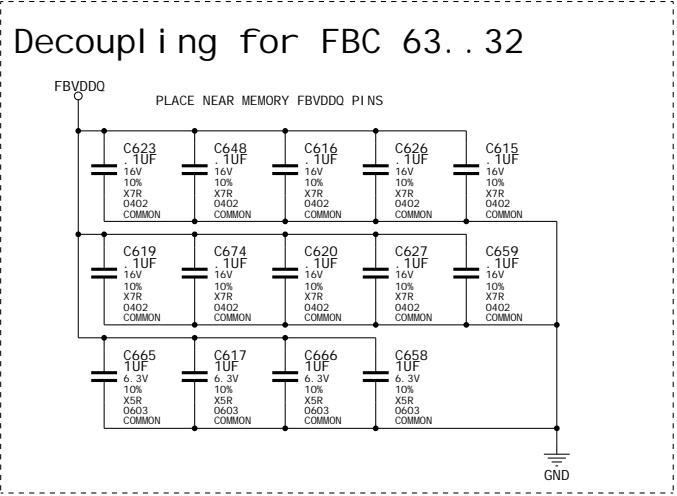 Decoupling for FBC 63..32
FBVDDQ
PLACE NEAR MEMORY FBVDDQ PINS
C623 C648 C616 C626 C615
.1UF .1UF .1UF .1UF .1UF
16V 16V 16V 16V 16V
10% 10% 10% 10% 10%
X7R X7R X7R X7R X7R
0402 0402 0402 0402 0402
COMMON COMMON COMMON COMMON COMMON
C619 C674 C620 C627 C659
.1UF .1UF .1UF .1UF .1UF
16V 16V 16V 16V 16V
10% 10% 10% 10% 10%
X7R X7R X7R X7R X7R
0402 0402 0402 0402 0402
COMMON COMMON COMMON COMMON COMMON
C665 C617 C666 C658
1UF 1UF 1UF 1UF
6.3V 6.3V 6.3V 6.3V
10% 10% 10% 10%
X5R X5R X5R X5R
0603 0603 0603 0603
COMMON COMMON COMMON COMMON
GND